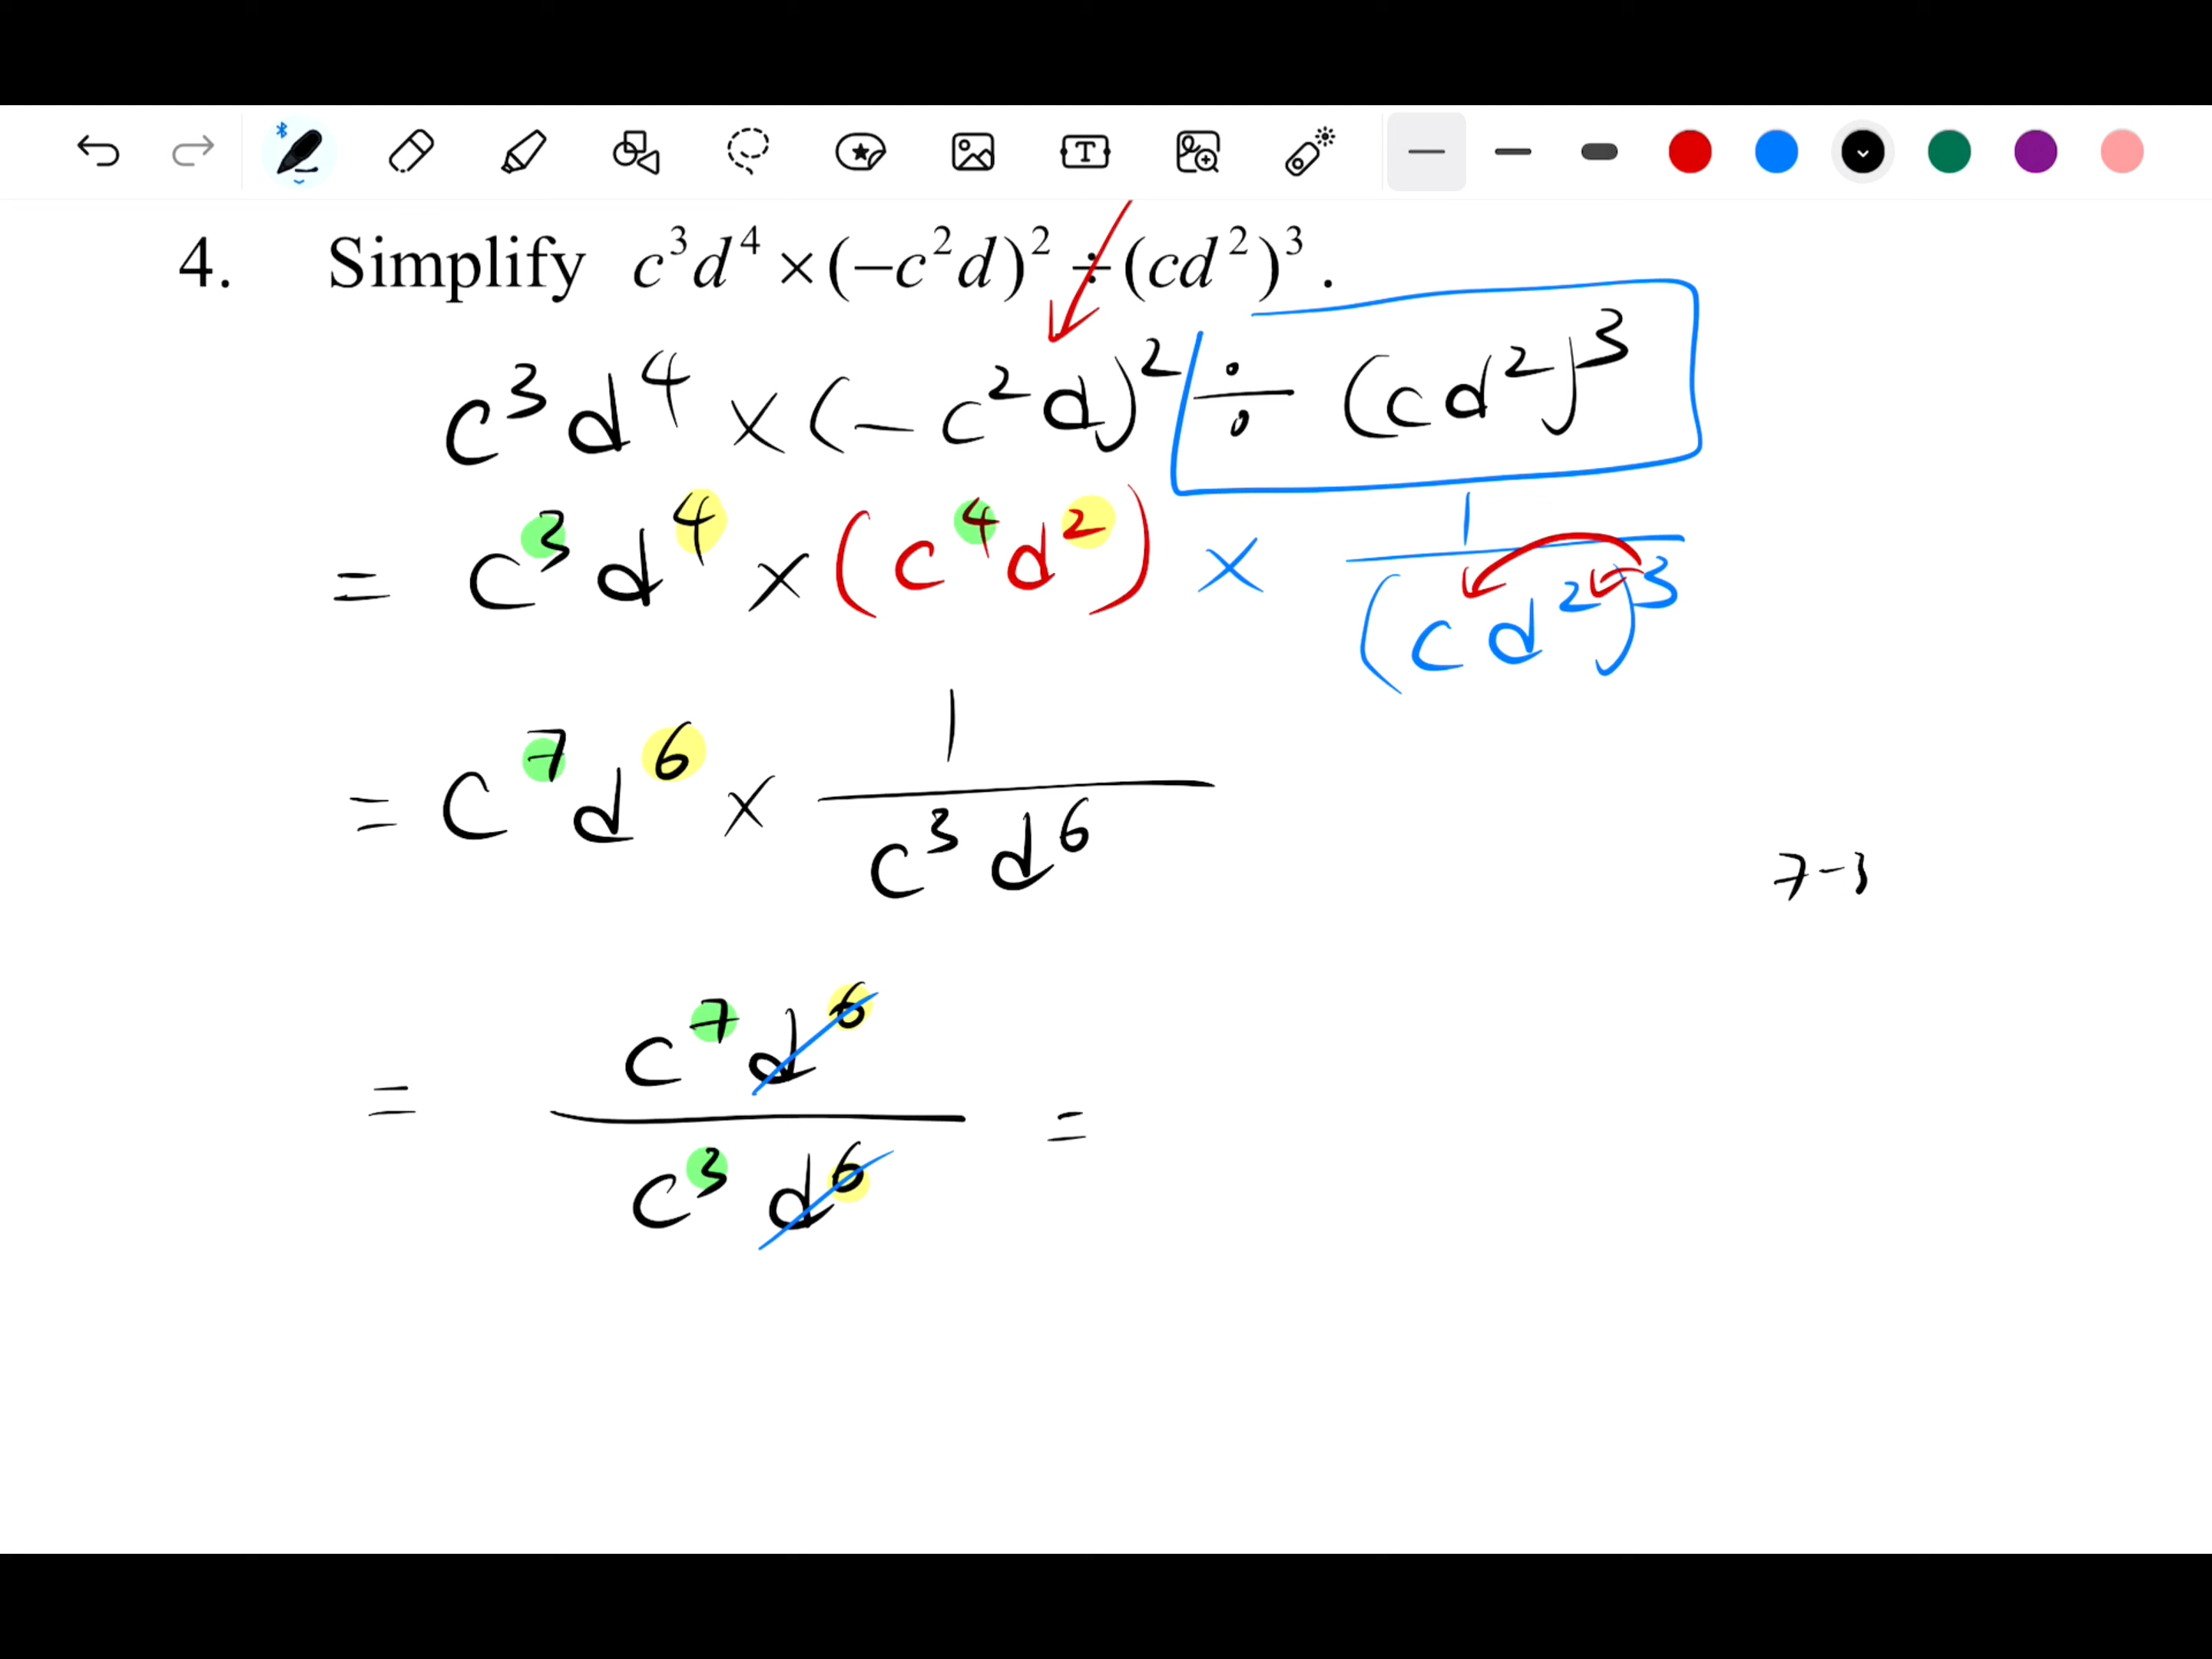 4. Simplify c³d⁴ × (−c²d)² ÷ (cd²)³ .
c³d⁴ × (−c²d)² ÷ (cd²)³
= c³d⁴ × (c⁴d²) × 1/(cd²)³
= c⁷d⁶ × 1/(c³d⁶)
7−3
= c⁷d⁶/(c³d⁶) =